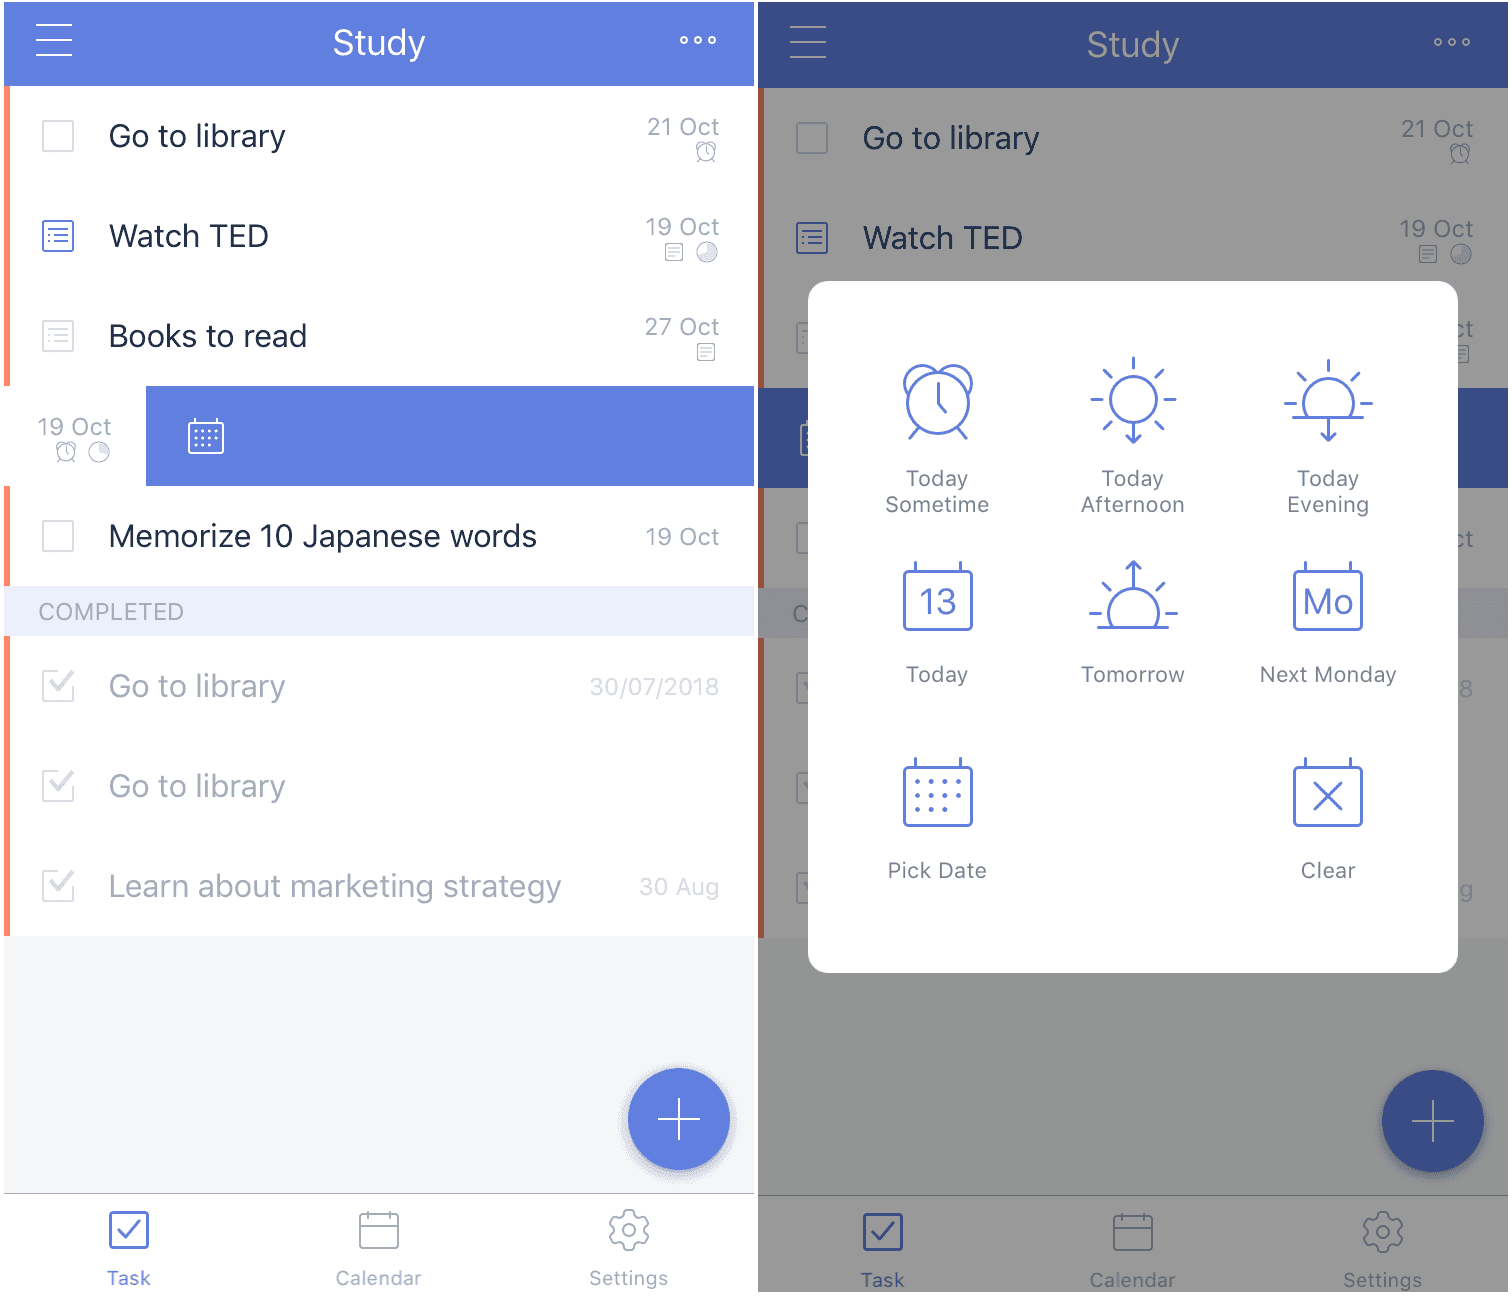 Study
Go to library
21 Oct
Watch TED
19 Oct
Books to read
27 Oct
19 Oct
Memorize 10 Japanese words
19 Oct
COMPLETED
Go to library
30/07/2018
Go to library
Learn about marketing strategy
30 Aug
Task
Calendar
Settings
Study
Go to library
21 Oct
Watch TED
19 Oct
ct
Today
Sometime
Today
Afternoon
Today
Evening
ct
13
Mo
C
Today
Tomorrow
Next Monday
8
Pick Date
Clear
g
Task
Calendar
Settings